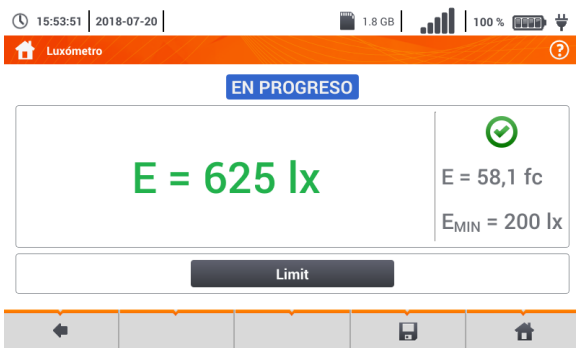 15:53:51 2018-07-20 1.8 GB 100 %
Luxómetro ?
EN PROGRESO
E = 625 lx
E = 58,1 fc
EMIN = 200 lx
Limit